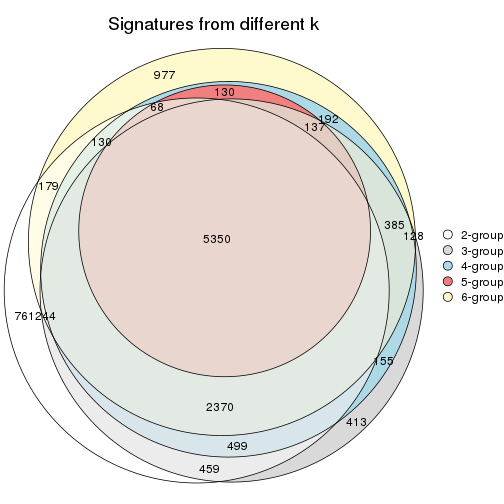 Signatures from different k
977
130
68
192
137
130
179
385
128
5350
2-group
3-group
4-group
5-group
6-group
761244
155
2370
413
499
459